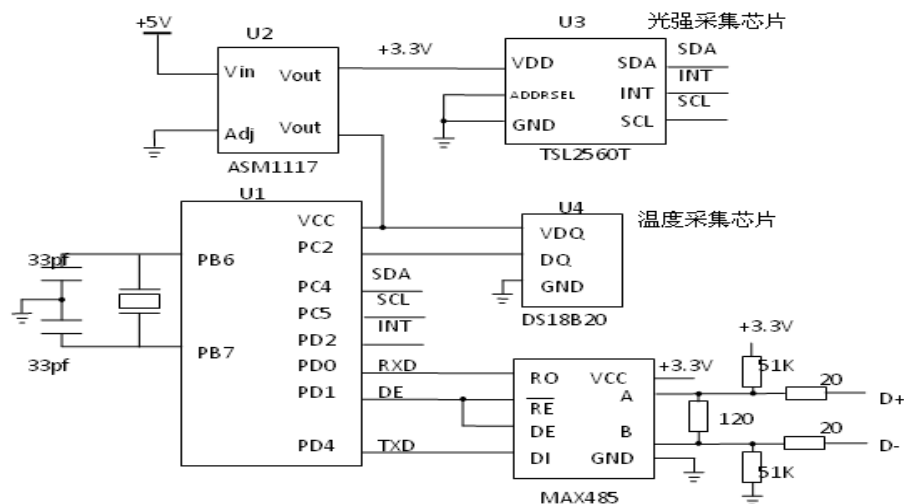 +5V
U2
Vin
Vout
Adj
Vout
ASM1117
+3.3V
U3
光强采集芯片
VDD
SDA
ADDRSEL
INT
GND
SCL
TSL2560T
SDA
INT
SCL
U1
VCC
PC2
PB6
PC4
PC5
PD2
PB7
PD0
PD1
PD4
33pf
33pf
SDA
SCL
INT
RXD
DE
TXD
U4
温度采集芯片
VDQ
DQ
GND
DS18B20
RO
VCC
RE
A
DE
B
DI
GND
MAX485
+3.3V
+3.3V
51K
20
D+
120
20
D-
51K